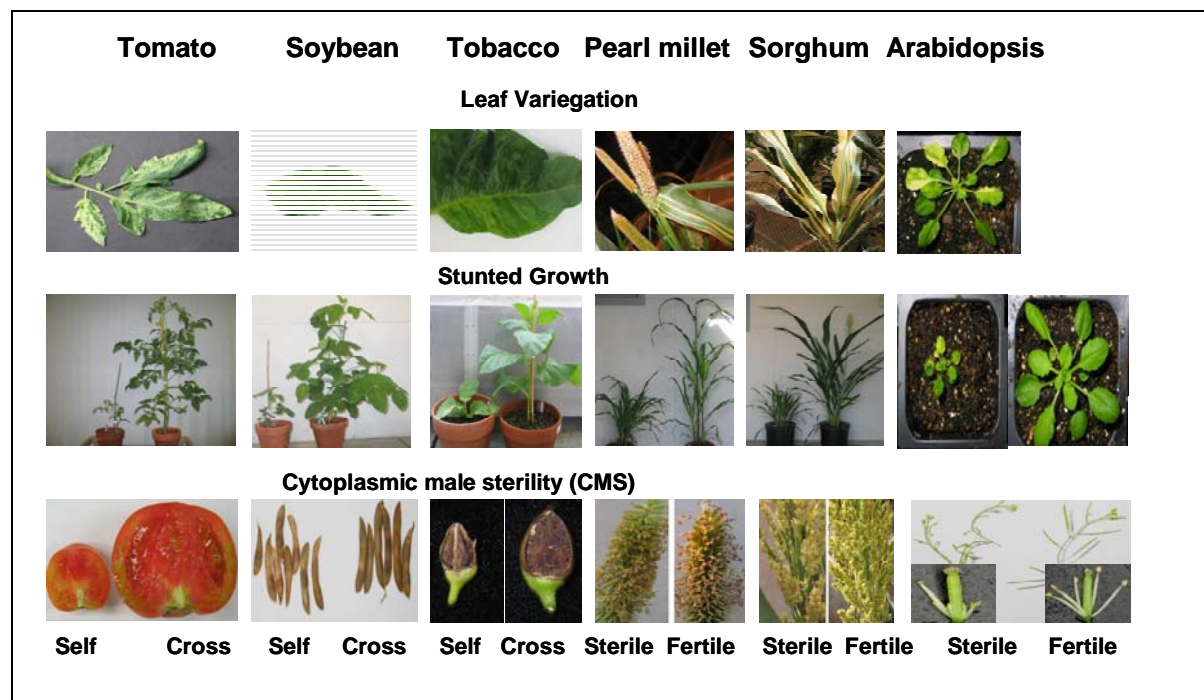 Tomato Soybean Tobacco Pearl millet Sorghum Arabidopsis
Leaf Variegation
Stunted Growth
Cytoplasmic male sterility (CMS)
Self Cross Self Cross Self Cross Sterile Fertile Sterile Fertile Sterile Fertile